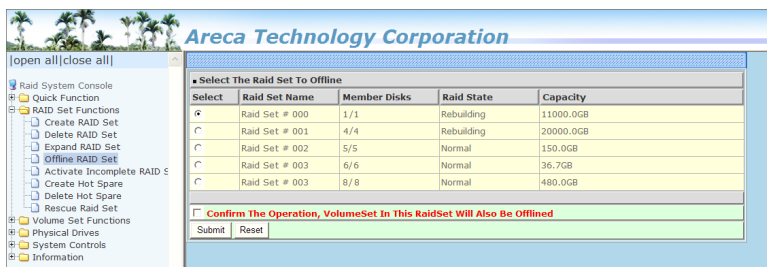 Areca Technology Corporation
|open all|close all|
Raid System Console
Quick Function
RAID Set Functions
Create RAID Set
Delete RAID Set
Expand RAID Set
Offline RAID Set
Activate Incomplete RAID S
Create Hot Spare
Delete Hot Spare
Rescue Raid Set
Volume Set Functions
Physical Drives
System Controls
Information
Select The Raid Set To Offline
Select Raid Set Name Member Disks Raid State Capacity
Raid Set # 000 1/1 Rebuilding 11000.0GB
Raid Set # 001 4/4 Rebuilding 20000.0GB
Raid Set # 002 5/5 Normal 150.0GB
Raid Set # 003 6/6 Normal 36.7GB
Raid Set # 003 8/8 Normal 480.0GB
Confirm The Operation, VolumeSet In This RaidSet Will Also Be Offlined
Submit Reset